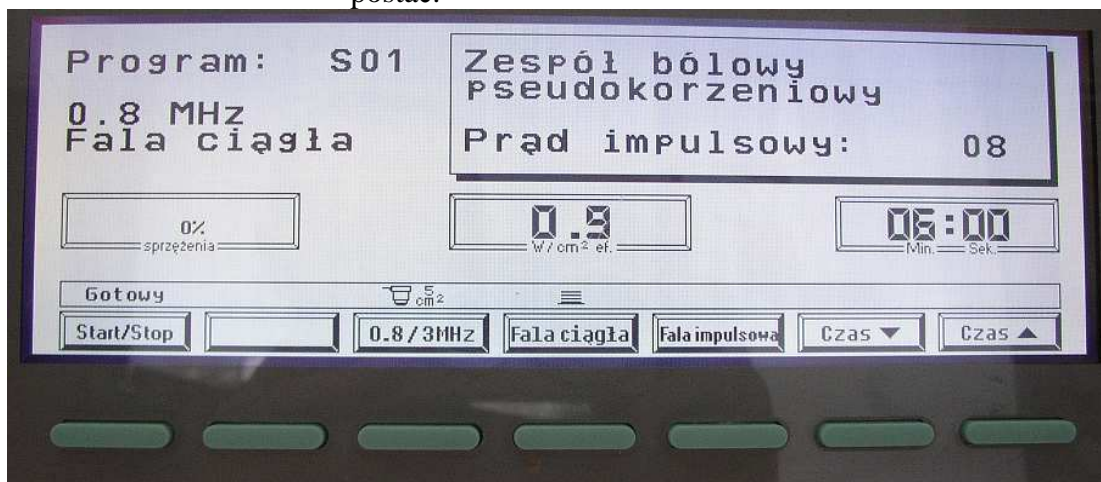 postać.
Program: S01
0.8 MHz
Fala ciągła
Zespół bólowy
pseudokorzeniowy
Prąd impulsowy: 08
0%
sprzężenia
0.9
W/cm² ef.
06:00
Min. Sek.
Gotowy 5 cm²
Start/Stop 0.8/3MHz Fala ciągła Fala impulsowa Czas ▼ Czas ▲